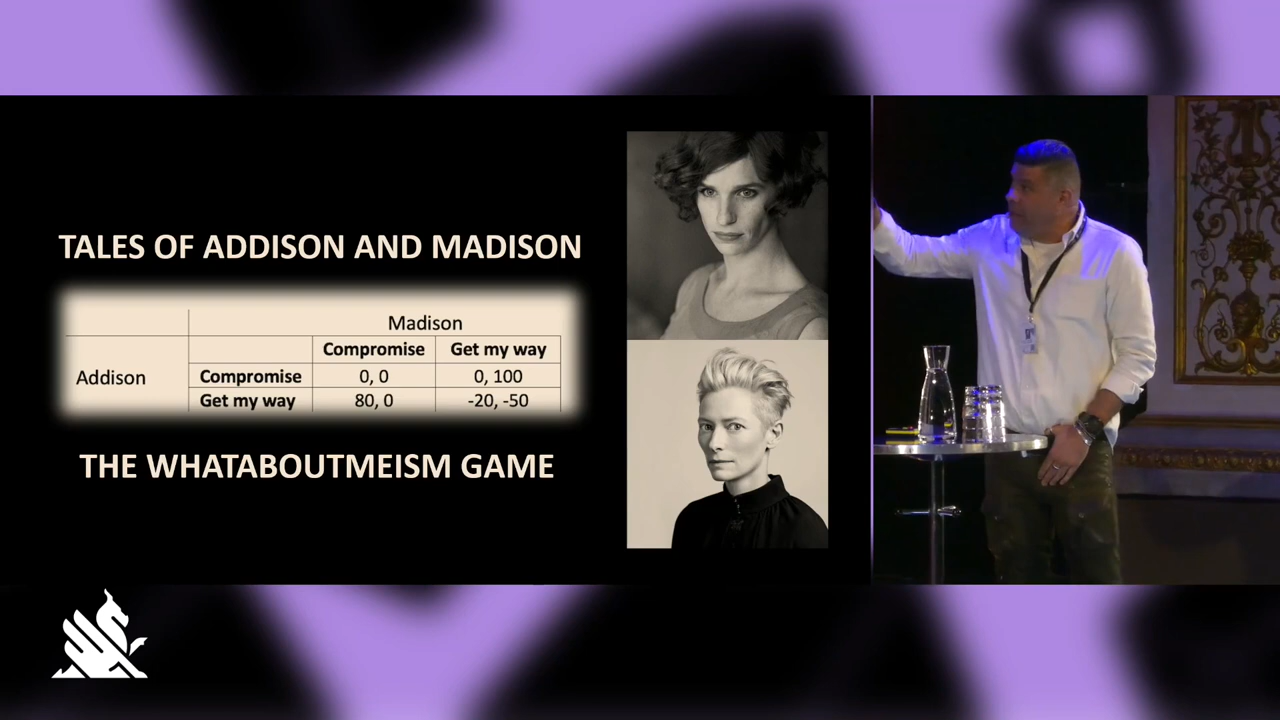 TALES OF ADDISON AND MADISON
Madison
Compromise Get my way
Addison Compromise 0, 0 0, 100
Get my way 80, 0 -20, -50
THE WHATABOUTMEISM GAME